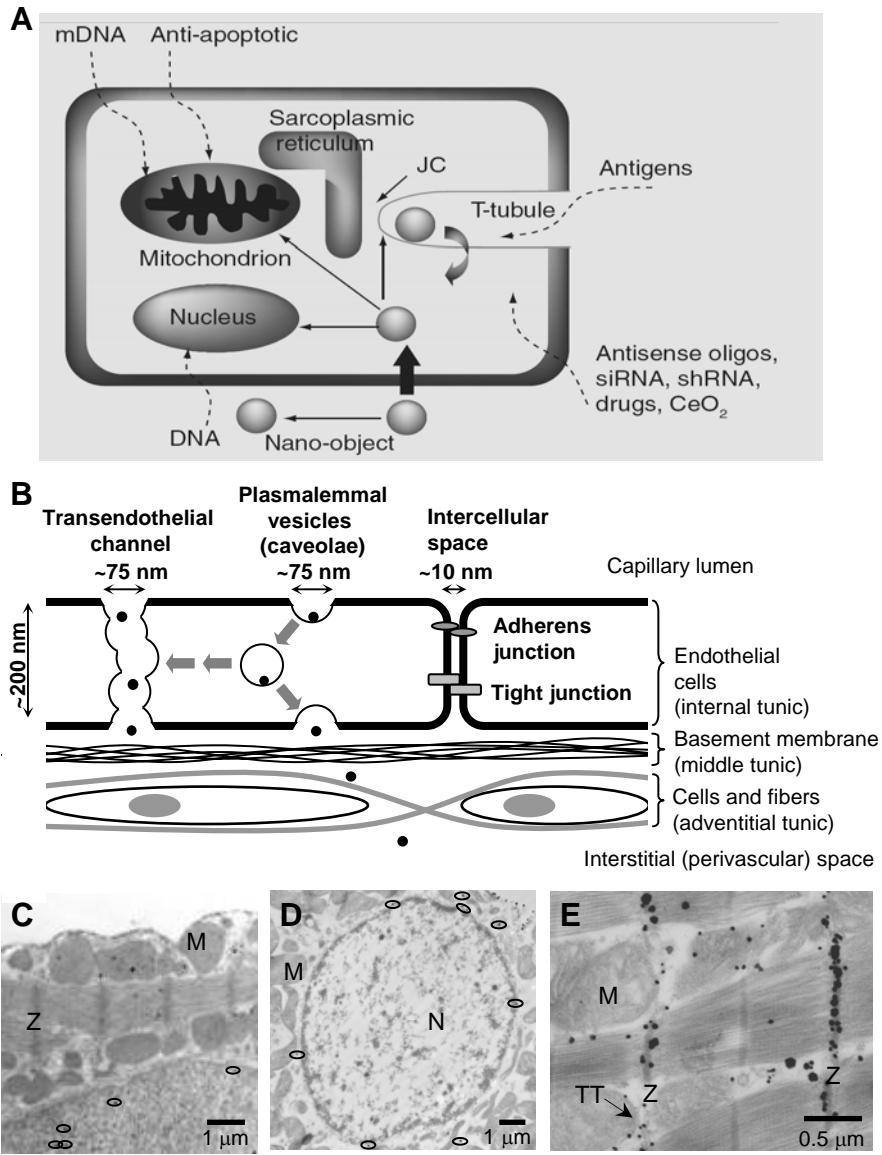 A
mDNA Anti-apoptotic
Sarcoplasmic
reticulum
JC
Antigens
T-tubule
Mitochondrion
Nucleus
Antisense oligos,
siRNA, shRNA,
drugs, CeO₂
DNA
Nano-object
B
Transendothelial
channel
~75 nm
Plasmalemmal
vesicles
(caveolae)
~75 nm
Intercellular
space
~10 nm
Capillary lumen
~200 nm
Adherens
junction
Tight junction
Endothelial
cells
(internal tunic)
Basement membrane
(middle tunic)
Cells and fibers
(adventitial tunic)
Interstitial (perivascular) space
C
M
Z
1 µm
D
M
N
1 µm
E
M
TT
Z
Z
0.5 µm